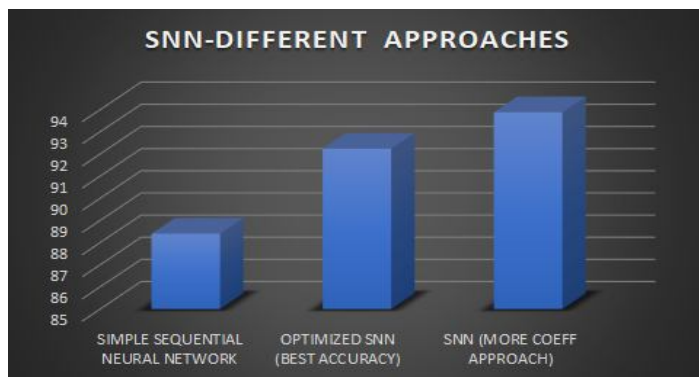 SNN-DIFFERENT APPROACHES
94
93
92
91
90
89
88
87
86
85
SIMPLE SEQUENTIAL
NEURAL NETWORK
OPTIMIZED SNN
(BEST ACCURACY)
SNN (MORE COEFF
APPROACH)